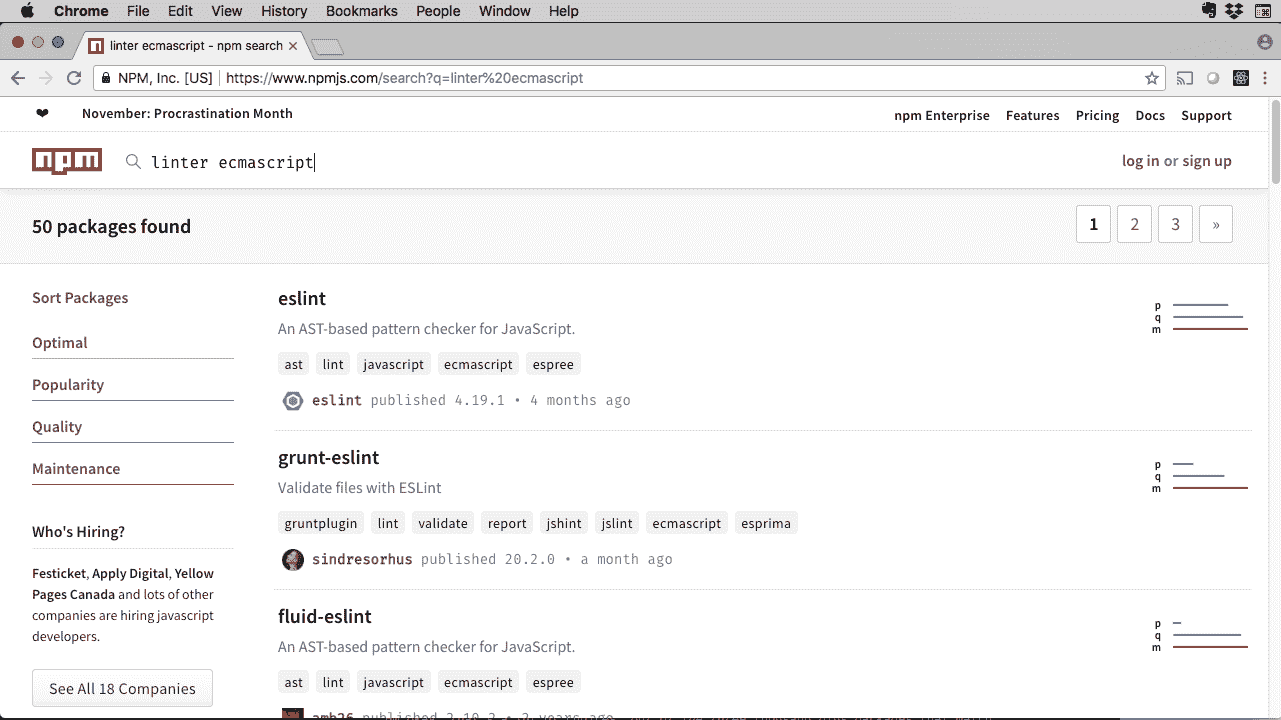 Chrome File Edit View History Bookmarks People Window Help
linter ecmascript - npm search
NPM, Inc. [US] https://www.npmjs.com/search?q=linter%20ecmascript
❤ November: Procrastination Month
npm Enterprise Features Pricing Docs Support
npm linter ecmascript
log in or sign up
50 packages found
1 2 3 »
Sort Packages
Optimal
Popularity
Quality
Maintenance
Who's Hiring?
Festicket, Apply Digital, Yellow
Pages Canada and lots of other
companies are hiring javascript
developers.
See All 18 Companies
eslint
An AST-based pattern checker for JavaScript.
ast lint javascript ecmascript espree
eslint published 4.19.1 • 4 months ago
p
q
m
grunt-eslint
Validate files with ESLint
gruntplugin lint validate report jshint jslint ecmascript esprima
sindresorhus published 20.2.0 • a month ago
p
q
m
fluid-eslint
An AST-based pattern checker for JavaScript.
ast lint javascript ecmascript espree
p
q
m